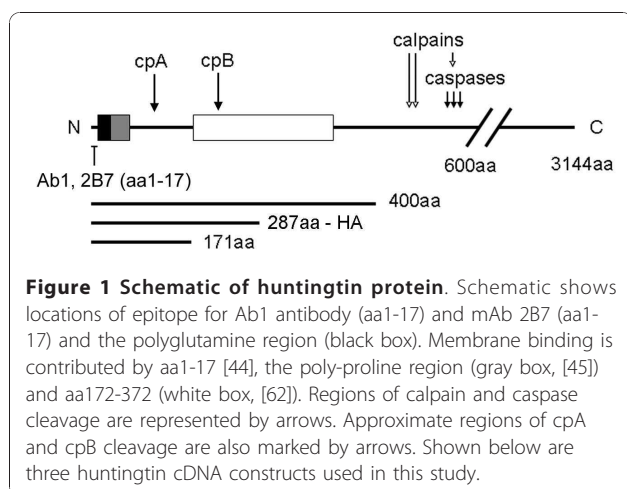 calpains
cpA
cpB
caspases
N
C
600aa
3144aa
Ab1, 2B7 (aa1-17)
400aa
287aa - HA
171aa
Figure 1 Schematic of huntingtin protein. Schematic shows
locations of epitope for Ab1 antibody (aa1-17) and mAb 2B7 (aa1-
17) and the polyglutamine region (black box). Membrane binding is
contributed by aa1-17 [44], the poly-proline region (gray box, [45])
and aa172-372 (white box, [62]). Regions of calpain and caspase
cleavage are represented by arrows. Approximate regions of cpA
and cpB cleavage are also marked by arrows. Shown below are
three huntingtin cDNA constructs used in this study.